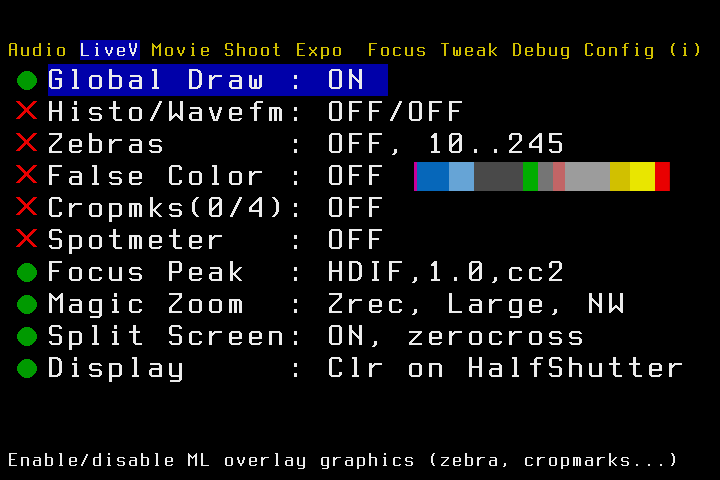 Audio LiveV Movie Shoot Expo Focus Tweak Debug Config (i)
Global Draw : ON
Histo/Wavefm: OFF/OFF
Zebras : OFF, 10..245
False Color : OFF
Cropmks(0/4): OFF
Spotmeter : OFF
Focus Peak : HDIF,1.0,cc2
Magic Zoom : Zrec, Large, NW
Split Screen: ON, zerocross
Display : Clr on HalfShutter
Enable/disable ML overlay graphics (zebra, cropmarks...)